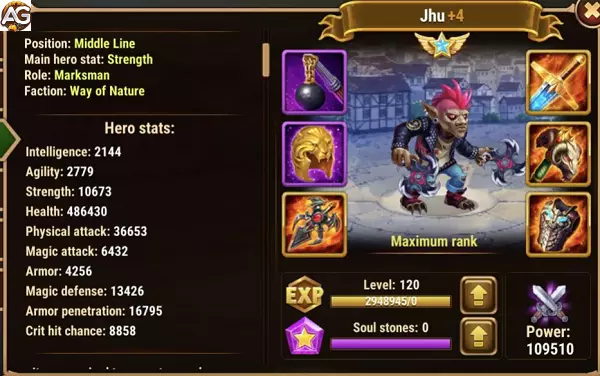 AG
Jhu +4
Position: Middle Line
Main hero stat: Strength
Role: Marksman
Faction: Way of Nature
Hero stats:
Intelligence: 2144
Agility: 2779
Strength: 10673
Health: 486430
Physical attack: 36653
Magic attack: 6432
Armor: 4256
Magic defense: 13426
Armor penetration: 16795
Crit hit chance: 8858
Maximum rank
EXP
Level: 120
2948945/0
Soul stones: 0
Power:
109510